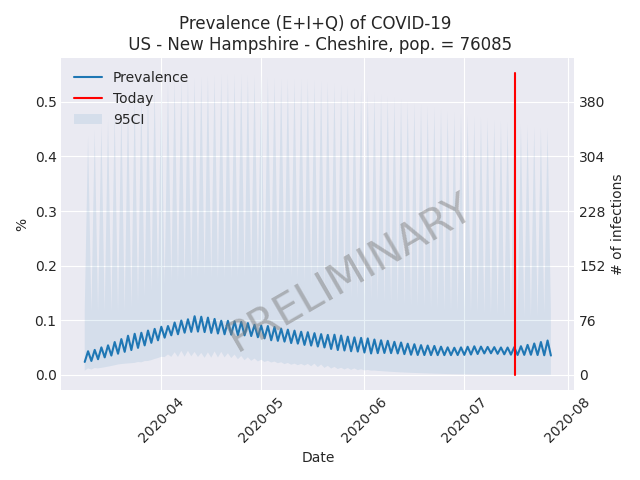 Prevalence (E+I+Q) of COVID-19
US - New Hampshire - Cheshire, pop. = 76085
Prevalence
Today
95CI
0.5
0.4
0.3
0.2
0.1
0.0
%
380
304
228
152
76
0
# of infections
PRELIMINARY
2020-04
2020-05
2020-06
2020-07
2020-08
Date